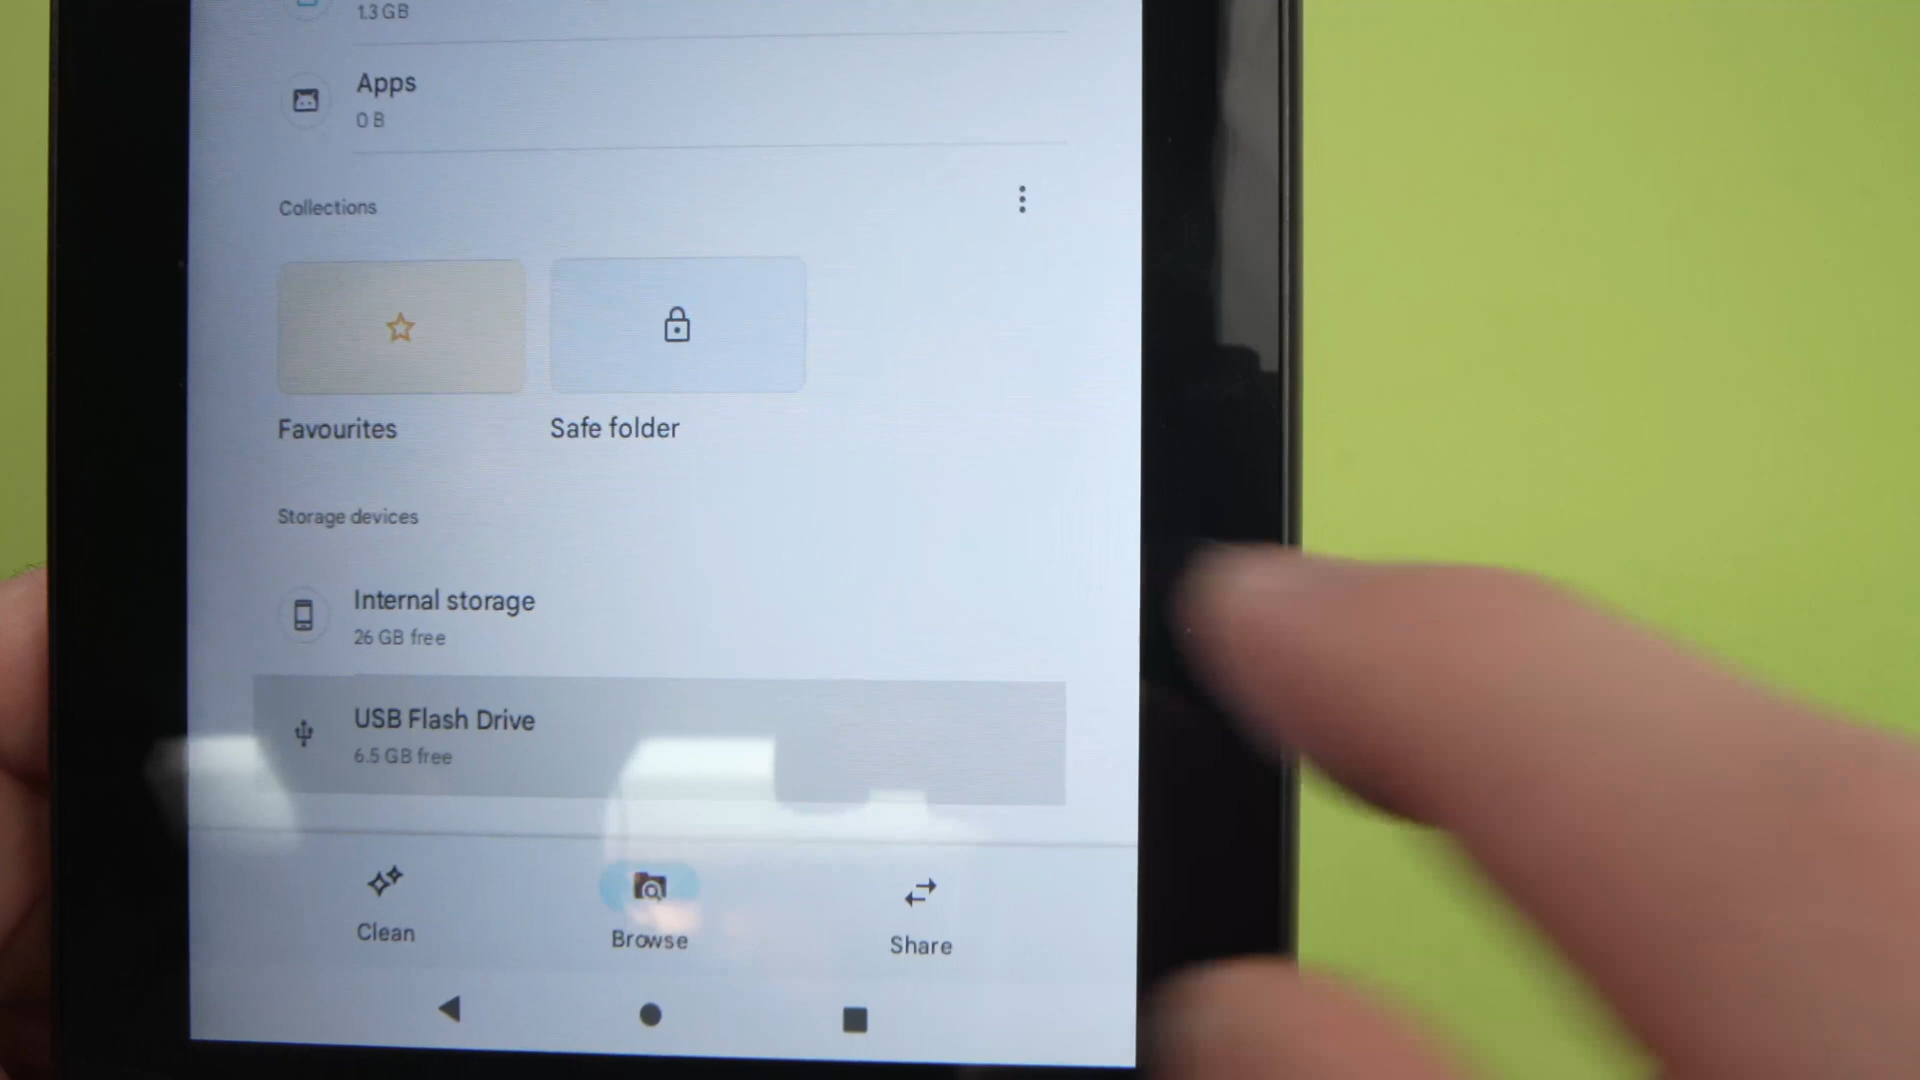 1.3 GB
Apps
0 B
Collections
Favourites
Safe folder
Storage devices
Internal storage
26 GB free
USB Flash Drive
6.5 GB free
Clean
Browse
Share